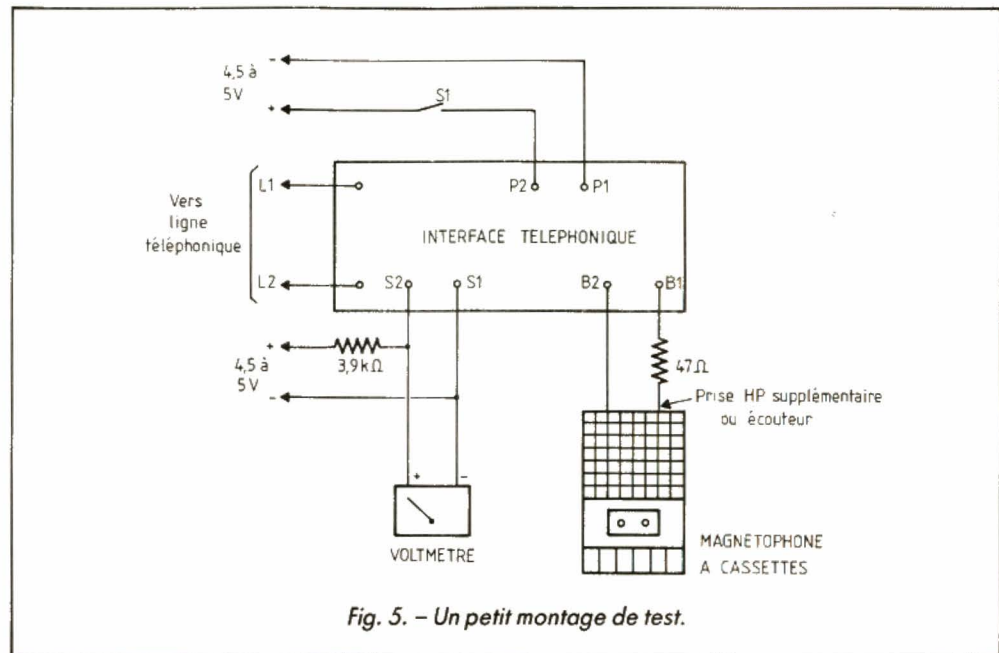 -
4,5 à
5V
+
S1
L1
P2
P1
Vers
ligne
téléphonique
INTERFACE TELEPHONIQUE
L2
S2
S1
B2
B1
+
4,5 à
5V
-
3,9kΩ
47Ω
Prise HP supplémentaire
ou écouteur
+
-
VOLTMETRE
MAGNETOPHONE
A CASSETTES
Fig. 5. – Un petit montage de test.